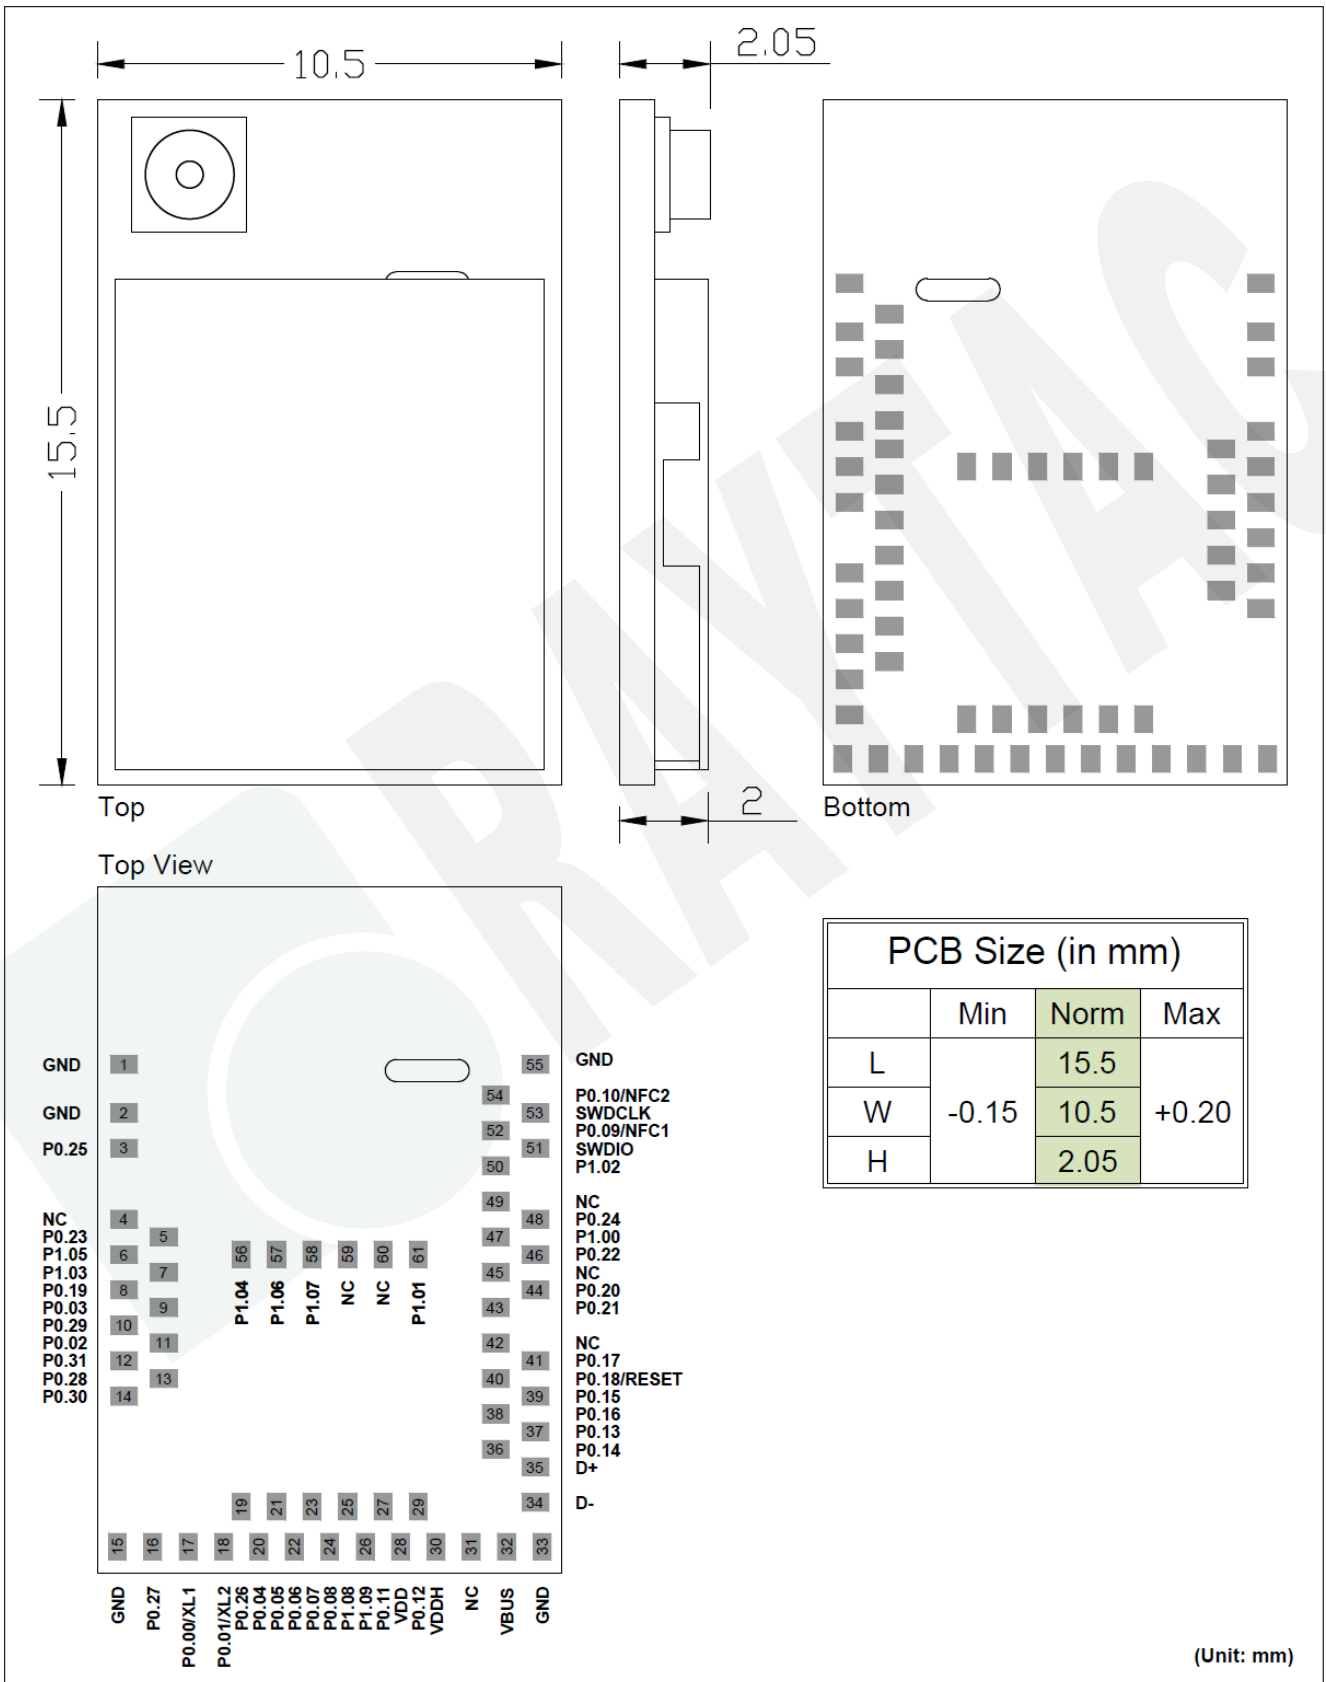 10.5
2.05
15.5
2
Top
Bottom
Top View
GND 1
GND 2
P0.25 3
NC 4
P0.23 5
P1.05 6
P1.03 7
P0.19 8
P0.03 9
P0.29 10
P0.02 11
P0.31 12
P0.28 13
P0.30 14
55 GND
54 P0.10/NFC2
53 SWDCLK
52 P0.09/NFC1
51 SWDIO
50 P1.02
49 NC
48 P0.24
47 P1.00
46 P0.22
45 NC
44 P0.20
43 P0.21
42 NC
41 P0.17
40 P0.18/RESET
39 P0.15
38 P0.16
37 P0.13
36 P0.14
35 D+
34 D-
56 57 58 59 60 61
P1.04 P1.06 P1.07 NC NC P1.01
19 21 23 25 27 29
15 16 17 18 20 22 24 26 28 30 31 32 33
GND P0.27 P0.00/XL1 P0.01/XL2 P0.26 P0.04 P0.05 P0.06 P0.07 P0.08 P1.08 P1.09 P0.11 VDD P0.12 VDDH NC VBUS GND
PCB Size (in mm)
Min Norm Max
L 15.5
W -0.15 10.5 +0.20
H 2.05
(Unit: mm)
RAYTAC